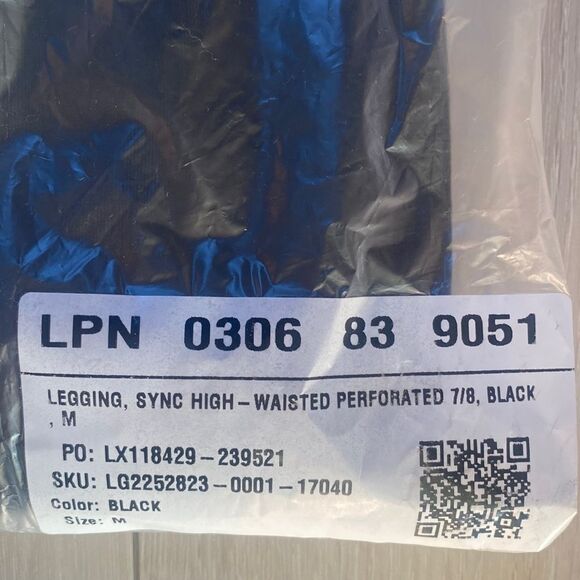 LPN 0306 83 9051
LEGGING, SYNC HIGH-WAISTED PERFORATED 7/8, BLACK
, M
PO: LX118429-239521
SKU: LG2252823-0001-17040
Color: BLACK
Size: M